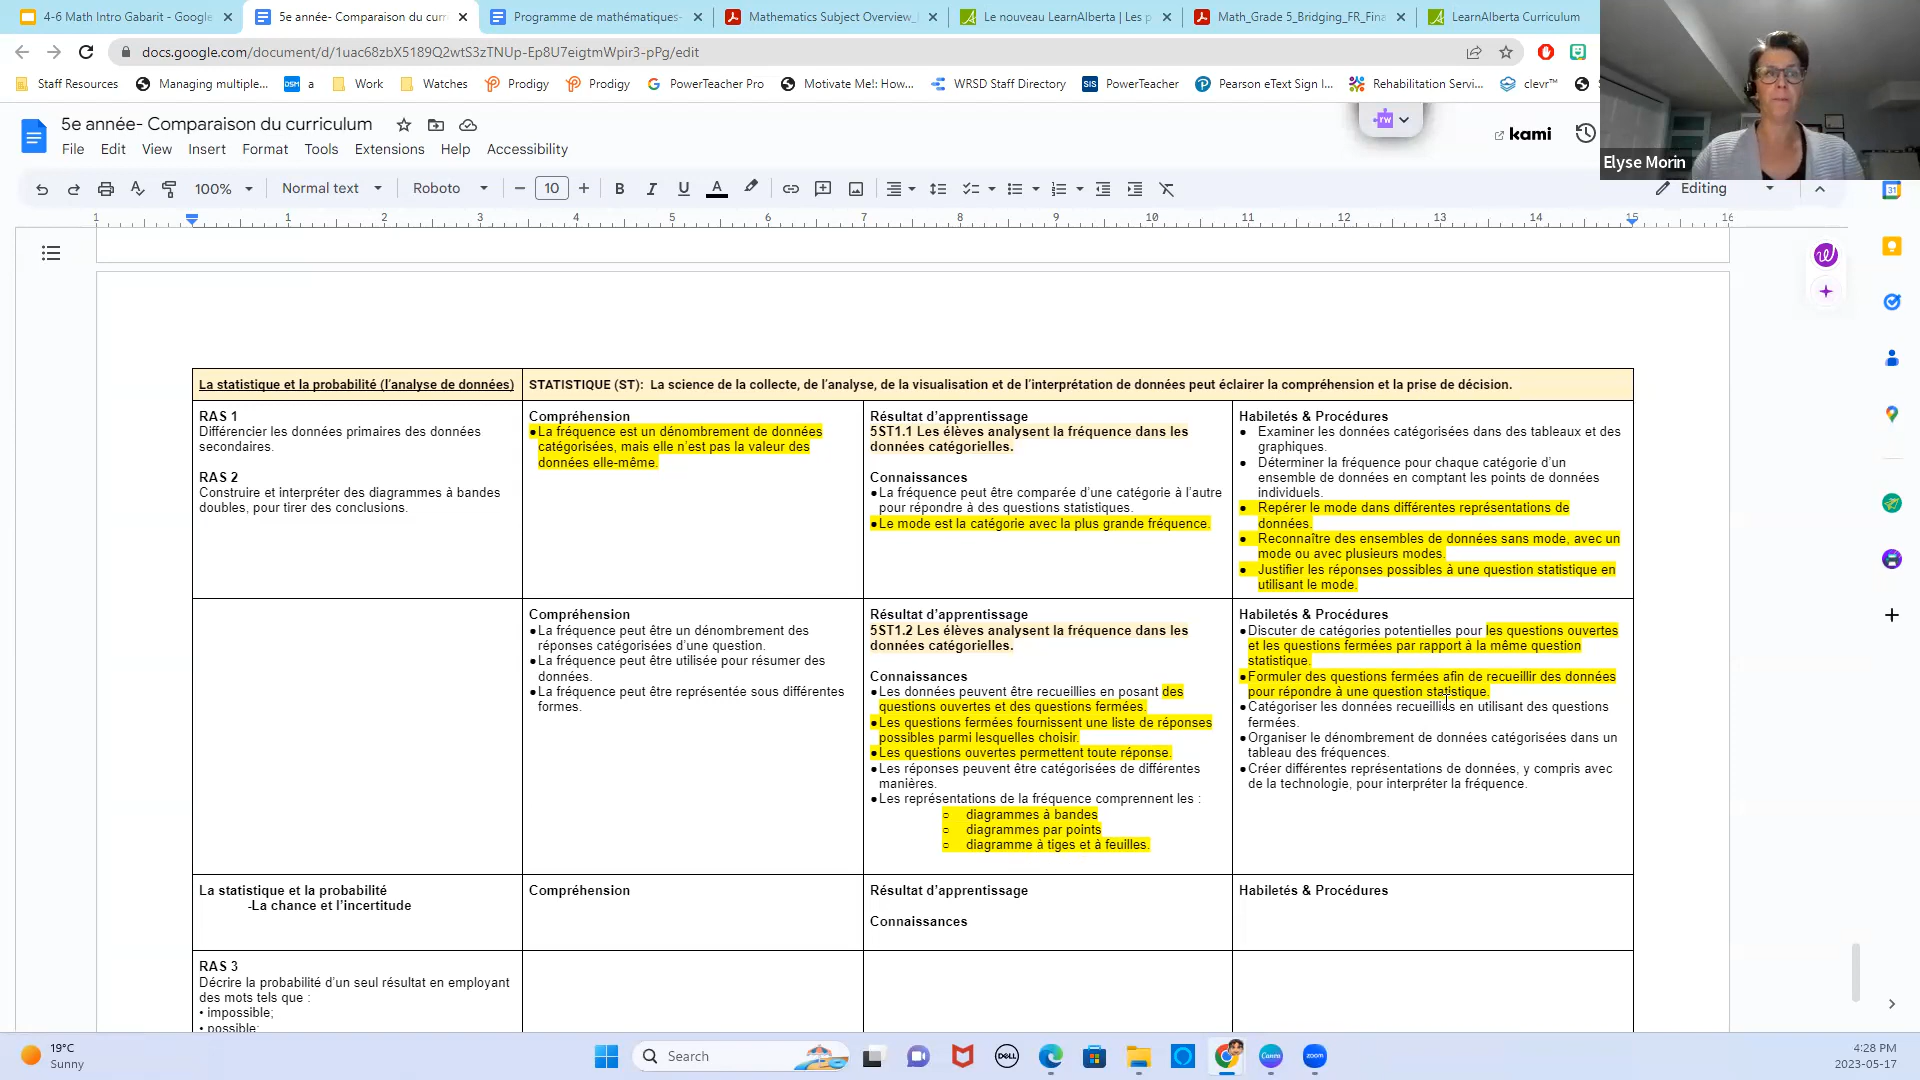 4-6 Math Intro Gabarit - Google
5e année- Comparaison du curr
Programme de mathématiques-
Mathematics Subject Overview_
Le nouveau LearnAlberta | Les p
Math_Grade 5_Bridging_FR_Fina
LearnAlberta Curriculum
docs.google.com/document/d/1uac68zbX5189Q2wtS3zTNUp-Ep8U7eigtmWpir3-pPg/edit
Staff Resources
Managing multiple...
DSM
a
Work
Watches
Prodigy
Prodigy
PowerTeacher Pro
Motivate Me!: How...
WRSD Staff Directory
SIS
PowerTeacher
Pearson eText Sign I...
Rehabilitation Servi...
clevr™
5e année- Comparaison du curriculum
rw
kami
File
Edit
View
Insert
Format
Tools
Extensions
Help
Accessibility
Elyse Morin
100%
Normal text
Roboto
10
Editing
1 1 2 3 4 5 6 7 8 9 10 11 12 13 14 15 16
La statistique et la probabilité (l'analyse de données)
STATISTIQUE (ST): La science de la collecte, de l'analyse, de la visualisation et de l'interprétation de données peut éclairer la compréhension et la prise de décision.
RAS 1
Différencier les données primaires des données
secondaires.
RAS 2
Construire et interpréter des diagrammes à bandes
doubles, pour tirer des conclusions.
Compréhension
●La fréquence est un dénombrement de données
catégorisées, mais elle n'est pas la valeur des
données elle-même.
Résultat d'apprentissage
5ST1.1 Les élèves analysent la fréquence dans les
données catégorielles.
Connaissances
●La fréquence peut être comparée d'une catégorie à l'autre
pour répondre à des questions statistiques.
●Le mode est la catégorie avec la plus grande fréquence.
Habiletés & Procédures
● Examiner les données catégorisées dans des tableaux et des
graphiques.
● Déterminer la fréquence pour chaque catégorie d'un
ensemble de données en comptant les points de données
individuels.
● Repérer le mode dans différentes représentations de
données.
● Reconnaître des ensembles de données sans mode, avec un
mode ou avec plusieurs modes.
● Justifier les réponses possibles à une question statistique en
utilisant le mode.
Compréhension
●La fréquence peut être un dénombrement des
réponses catégorisées d'une question.
●La fréquence peut être utilisée pour résumer des
données.
●La fréquence peut être représentée sous différentes
formes.
Résultat d'apprentissage
5ST1.2 Les élèves analysent la fréquence dans les
données catégorielles.
Connaissances
●Les données peuvent être recueillies en posant des
questions ouvertes et des questions fermées.
●Les questions fermées fournissent une liste de réponses
possibles parmi lesquelles choisir.
●Les questions ouvertes permettent toute réponse.
●Les réponses peuvent être catégorisées de différentes
manières.
●Les représentations de la fréquence comprennent les :
○ diagrammes à bandes
○ diagrammes par points
○ diagramme à tiges et à feuilles.
Habiletés & Procédures
●Discuter de catégories potentielles pour les questions ouvertes
et les questions fermées par rapport à la même question
statistique.
●Formuler des questions fermées afin de recueillir des données
pour répondre à une question statistique.
●Catégoriser les données recueillies en utilisant des questions
fermées.
●Organiser le dénombrement de données catégorisées dans un
tableau des fréquences.
●Créer différentes représentations de données, y compris avec
de la technologie, pour interpréter la fréquence.
La statistique et la probabilité
-La chance et l'incertitude
Compréhension
Résultat d'apprentissage
Connaissances
Habiletés & Procédures
RAS 3
Décrire la probabilité d'un seul résultat en employant
des mots tels que :
• impossible;
• possible;
19°C
Sunny
Search
DELL
Canva
zoom
4:28 PM
2023-05-17